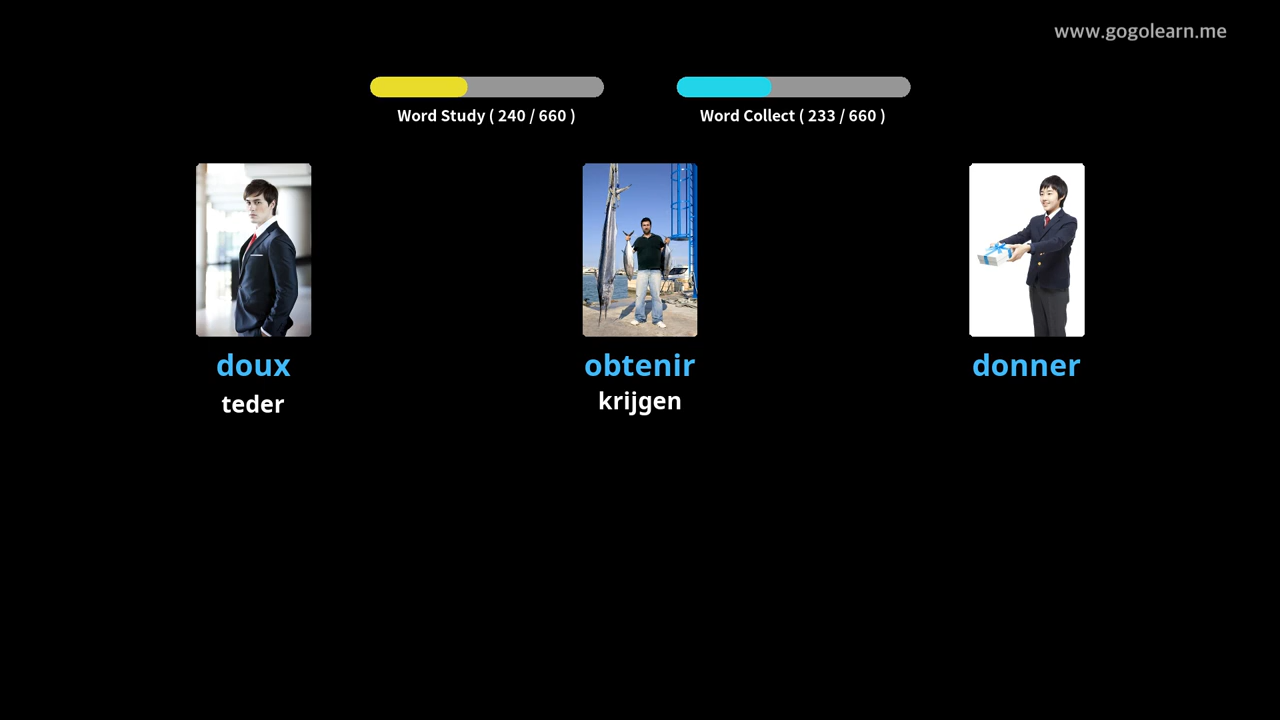 www.gogolearn.me
Word Study ( 240 / 660 )
Word Collect ( 233 / 660 )
doux
teder
obtenir
krijgen
donner